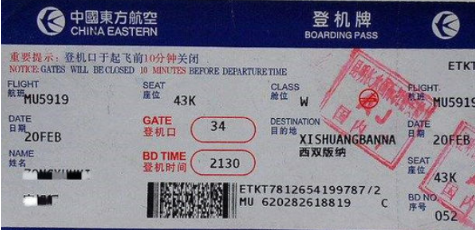 中國東方航空 登机牌
CHINA EASTERN BOARDING PASS
重要提示：登机口于起飞前10分钟关闭 ETKT
NOTICE:GATES WILL BE CLOSED 10 MINUTES BEFORE DEPARTURE TIME
FLIGHT SEAT CLASS FLIGHT
航班 MU5919 座位 43K 舱位 W 航班 MU591
DATE GATE DESTINATION DATE
日期 20FEB 登机口 34 目的地 XISHUANGBANNA 日期 20FEB
西双版纳
NAME BD TIME SEAT
姓名 登机时间 2130 座位
43K
ETKT7812654199787/2 BD NO
MU 620282618819 C 序号
052
国内